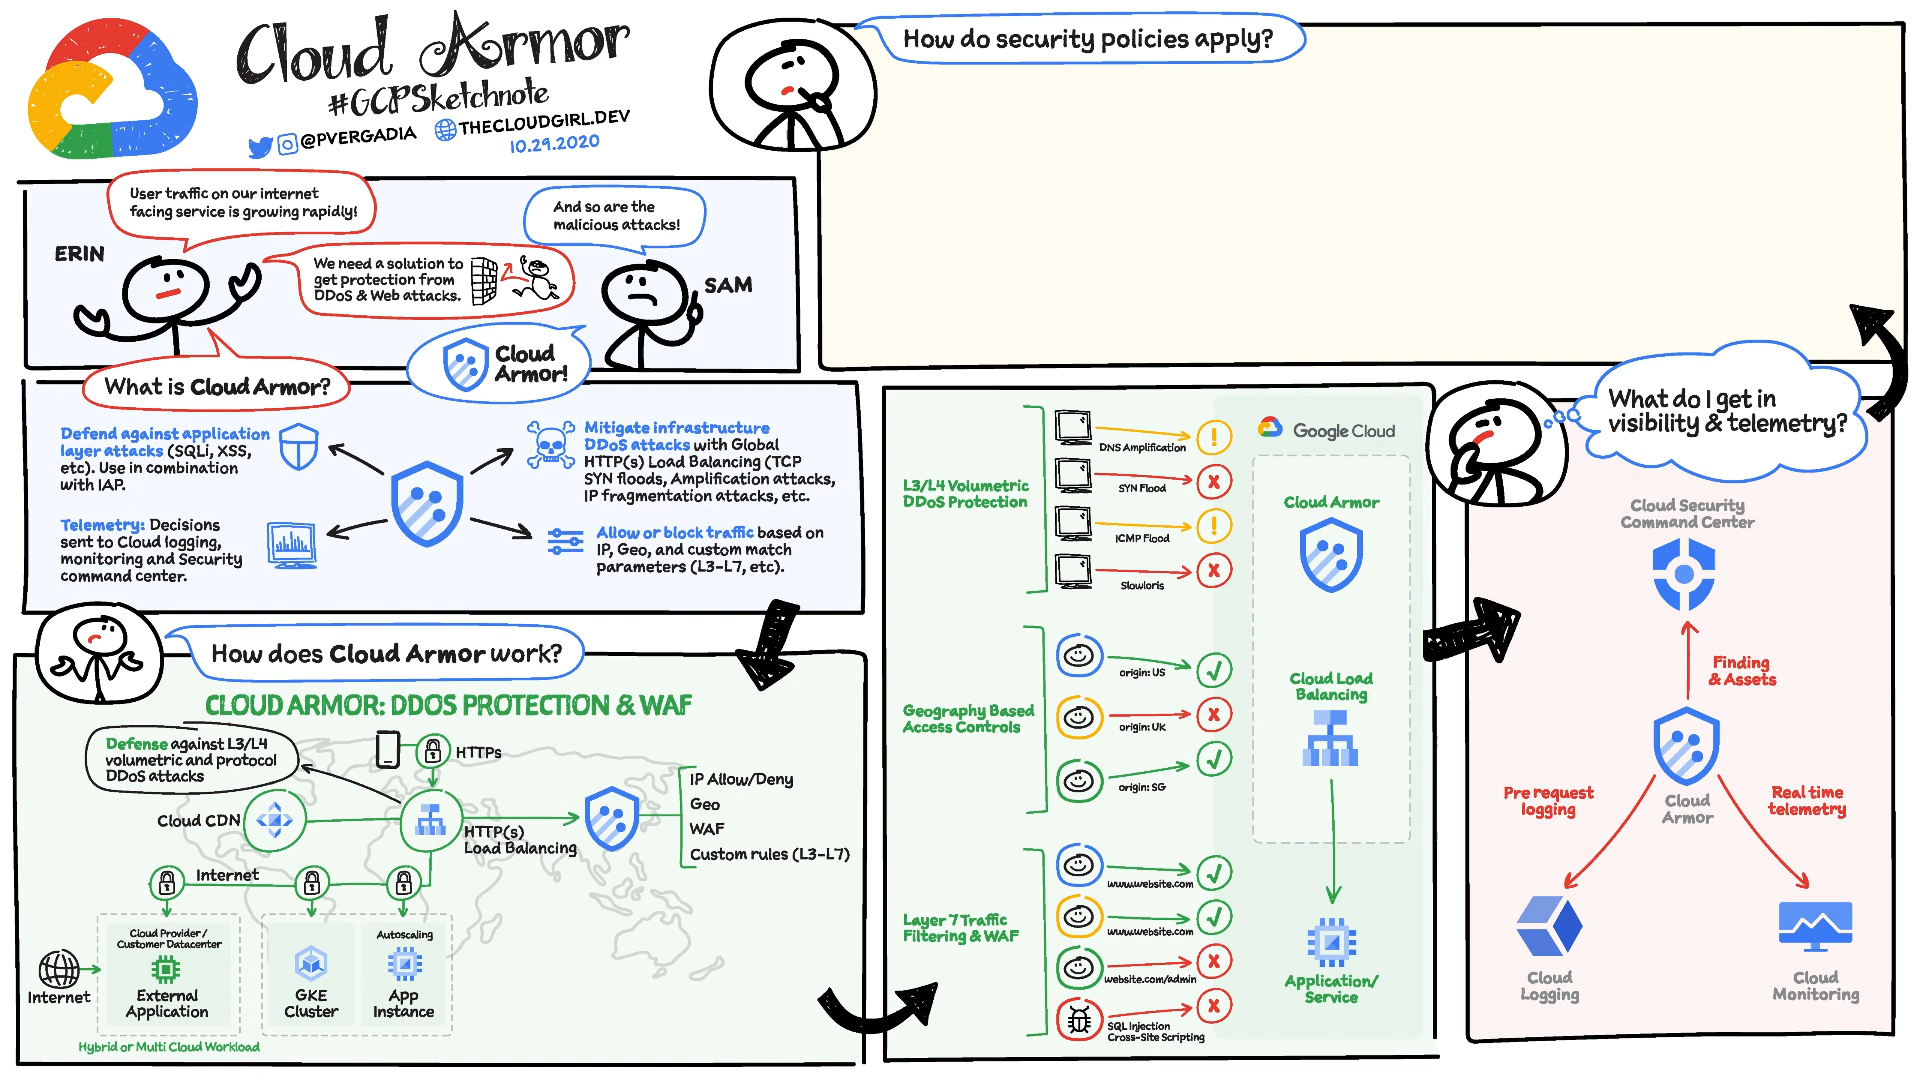 Cloud Armor
#GCPSketchnote
@PVERGADIA THECLOUDGIRL.DEV
10.29.2020
How do security policies apply?
User traffic on our internet
facing service is growing rapidly!
And so are the
malicious attacks!
ERIN
We need a solution to
get protection from
DDoS & Web attacks.
SAM
Cloud
Armor!
What is Cloud Armor?
Defend against application
layer attacks (SQLi, XSS,
etc). Use in combination
with IAP.
Mitigate infrastructure
DDoS attacks with Global
HTTP(s) Load Balancing (TCP
SYN floods, Amplification attacks,
IP fragmentation attacks, etc.
Telemetry: Decisions
sent to Cloud logging,
monitoring and Security
command center.
Allow or block traffic based on
IP, Geo, and custom match
parameters (L3-L7, etc).
How does Cloud Armor work?
CLOUD ARMOR: DDOS PROTECTION & WAF
Defense against L3/L4
volumetric and protocol
DDoS attacks
HTTPs
Cloud CDN
HTTP(s)
Load Balancing
IP Allow/Deny
Geo
WAF
Custom rules (L3-L7)
Internet
Cloud Provider/
Customer Datacenter
External
Application
GKE
Cluster
Autoscaling
App
Instance
Internet
Hybrid or Multi Cloud Workload
L3/L4 Volumetric
DDoS Protection
DNS Amplification
SYN Flood
ICMP Flood
Slowloris
Geography Based
Access Controls
origin: US
origin: UK
origin: SG
Layer 7 Traffic
Filtering & WAF
www.website.com
www.website.com
website.com/admin
SQL Injection
Cross-Site Scripting
Google Cloud
Cloud Armor
Cloud Load
Balancing
Application/
Service
What do I get in
visibility & telemetry?
Cloud Security
Command Center
Finding
& Assets
Cloud
Armor
Pre request
logging
Real time
telemetry
Cloud
Logging
Cloud
Monitoring